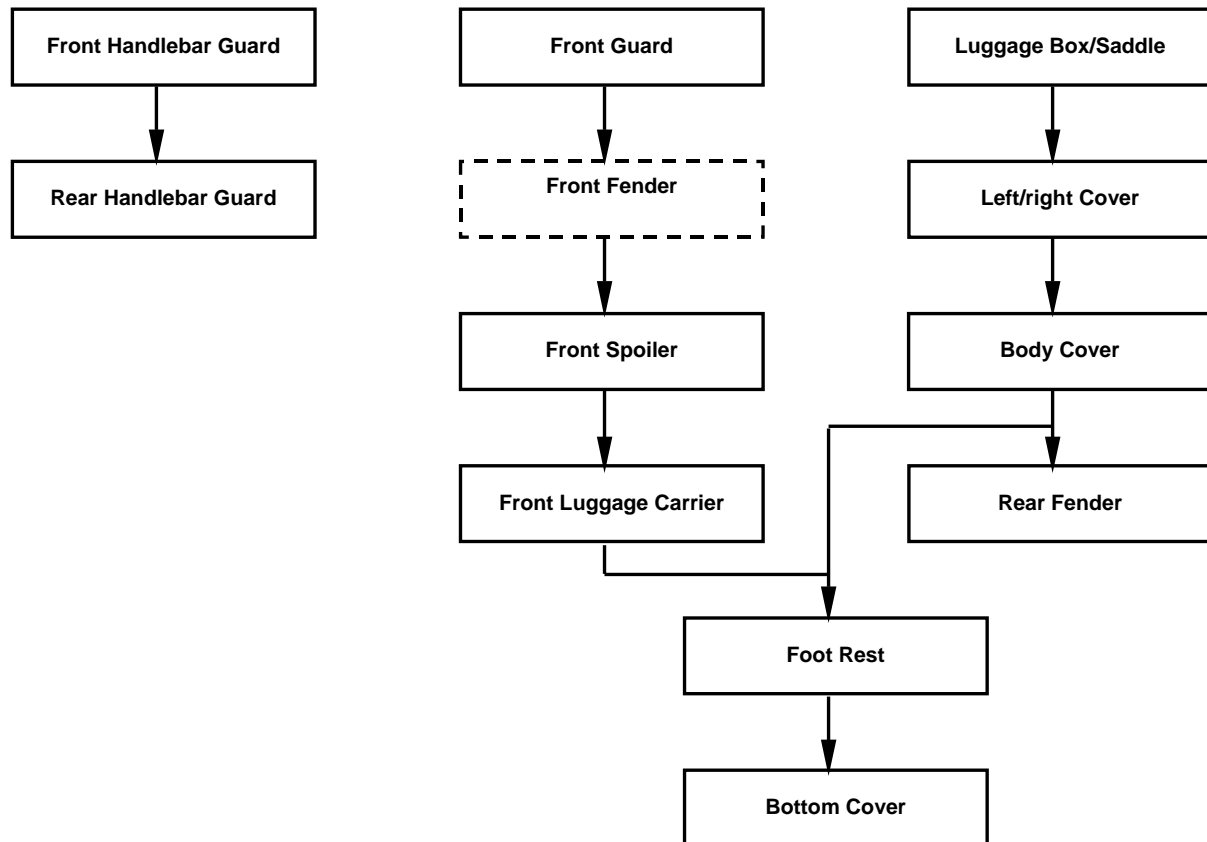 Front Handlebar Guard
Front Guard
Luggage Box/Saddle
Rear Handlebar Guard
Front Fender
Left/right Cover
Front Spoiler
Body Cover
Front Luggage Carrier
Rear Fender
Foot Rest
Bottom Cover